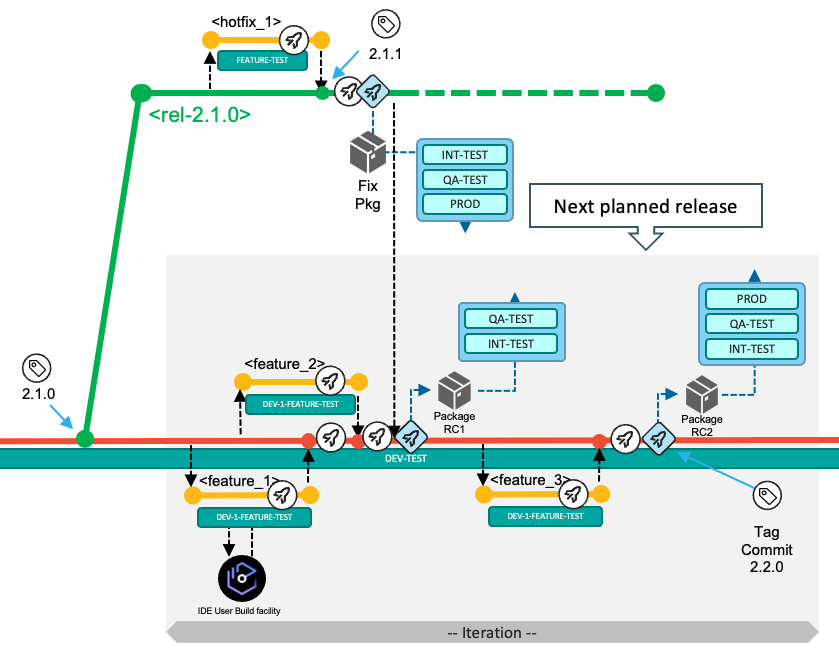 <hotfix_1>
FEATURE-TEST
2.1.1
<rel-2.1.0>
Fix
Pkg
INT-TEST
QA-TEST
PROD
Next planned release
PROD
QA-TEST
INT-TEST
QA-TEST
INT-TEST
2.1.0
<feature_2>
DEV-1-FEATURE-TEST
Package
RC1
Package
RC2
DEV-TEST
<feature_1>
DEV-1-FEATURE-TEST
<feature_3>
DEV-1-FEATURE-TEST
Tag
Commit
2.2.0
IDE User Build facility
-- Iteration --